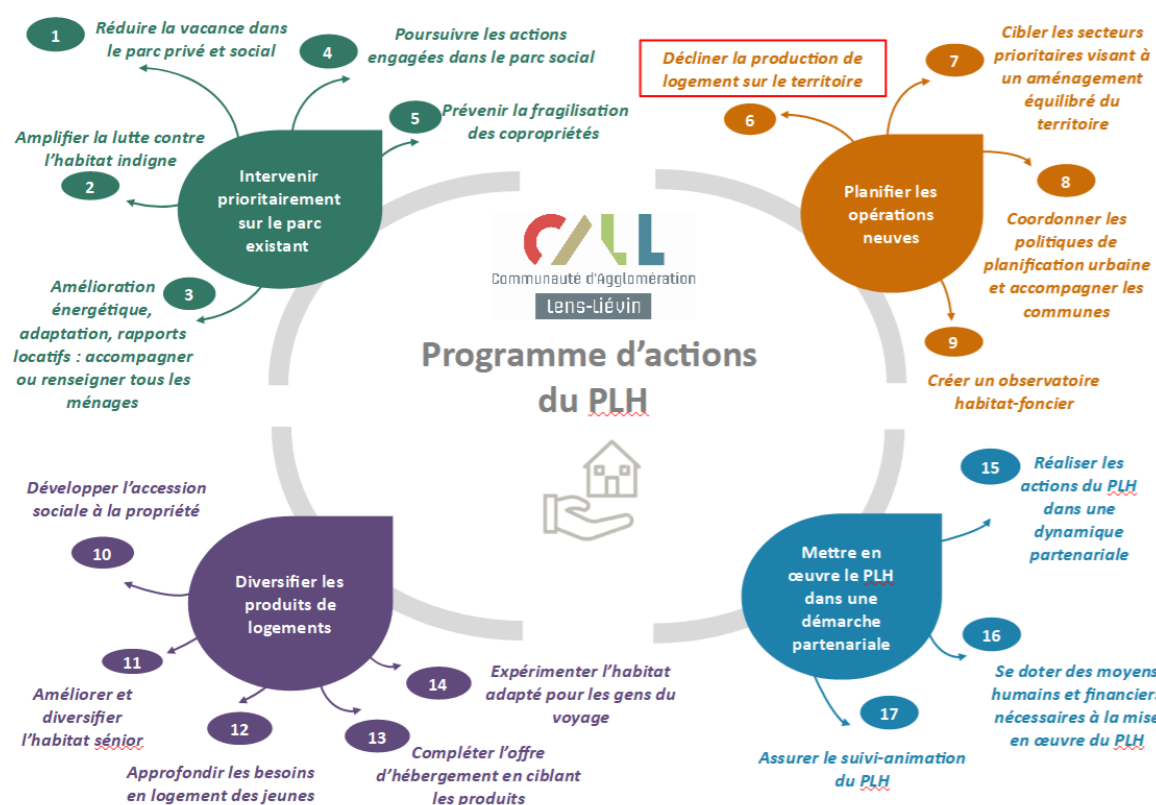 1
Réduire la vacance dans
le parc privé et social
4
Poursuivre les actions
engagées dans le parc social
5
Prévenir la fragilisation
des copropriétés
Amplifier la lutte contre
l'habitat indigne
2
Intervenir
prioritairement
sur le parc
existant
3
Amélioration
énergétique,
adaptation, rapports
locatifs : accompagner
ou renseigner tous les
ménages
Décliner la production de
logement sur le territoire
6
7
Cibler les secteurs
prioritaires visant à
un aménagement
équilibré du
territoire
Planifier les
opérations
neuves
8
Coordonner les
politiques de
planification urbaine
et accompagner les
communes
9
Créer un observatoire
habitat-foncier
CALL
Communauté d'Agglomération
Lens-Liévin
Programme d'actions
du PLH
Développer l'accession
sociale à la propriété
10
Diversifier les
produits de
logements
11
Améliorer et
diversifier
l'habitat sénior
12
Approfondir les besoins
en logement des jeunes
13
Compléter l'offre
d'hébergement en ciblant
les produits
14
Expérimenter l'habitat
adapté pour les gens du
voyage
15
Réaliser les
actions du PLH
dans une
dynamique
partenariale
Mettre en
œuvre le PLH
dans une
démarche
partenariale
16
Se doter des moyens
humains et financiers
nécessaires à la mise
en œuvre du PLH
17
Assurer le suivi-animation
du PLH